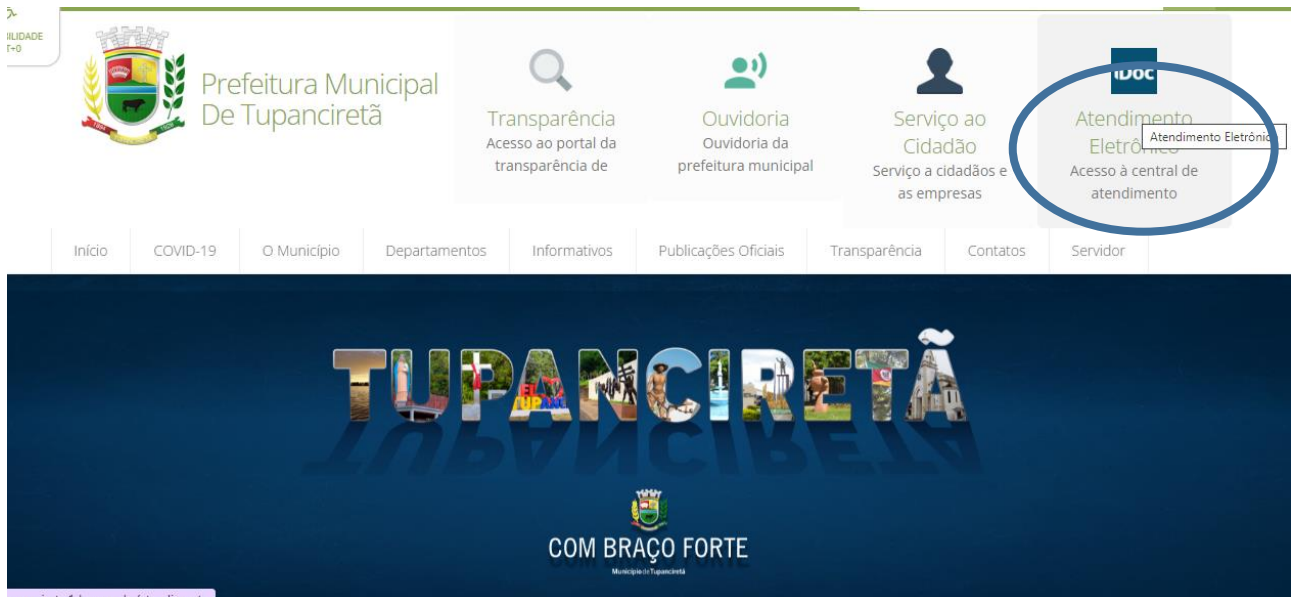 T+0
Prefeitura Municipal
De Tupanciretã
Transparência
Acesso ao portal da
transparência de
Ouvidoria
Ouvidoria da
prefeitura municipal
Serviço ao
Cidadão
Serviço a cidadãos e
as empresas
1Doc
Atendimento
Eletrônico
Acesso à central de
atendimento
Atendimento Eletrônico
Início
COVID-19
O Município
Departamentos
Informativos
Publicações Oficiais
Transparência
Contatos
Servidor
TUPANCIRETÃ
COM BRAÇO FORTE
Município de Tupanciretã